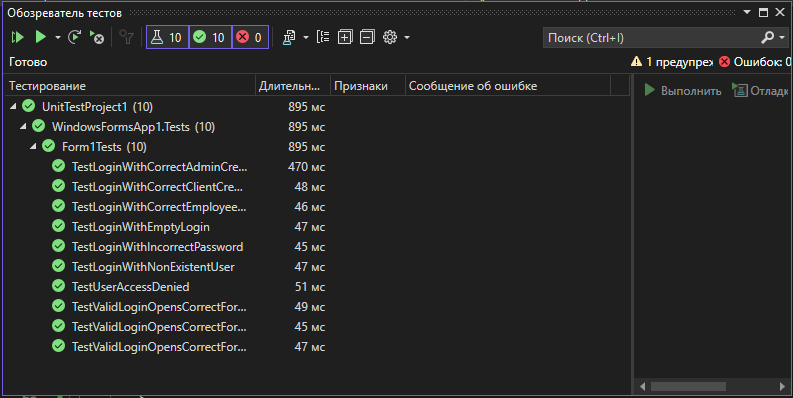 Обозреватель тестов
10 10 0 Поиск (Ctrl+I)
Готово 1 предупреж Ошибок: 0
Тестирование Длительн... Признаки Сообщение об ошибке
Выполнить Отладк
UnitTestProject1 (10) 895 мс
WindowsFormsApp1.Tests (10) 895 мс
Form1Tests (10) 895 мс
TestLoginWithCorrectAdminCre... 470 мс
TestLoginWithCorrectClientCre... 48 мс
TestLoginWithCorrectEmployee... 46 мс
TestLoginWithEmptyLogin 47 мс
TestLoginWithIncorrectPassword 45 мс
TestLoginWithNonExistentUser 47 мс
TestUserAccessDenied 51 мс
TestValidLoginOpensCorrectFor... 49 мс
TestValidLoginOpensCorrectFor... 45 мс
TestValidLoginOpensCorrectFor... 47 мс